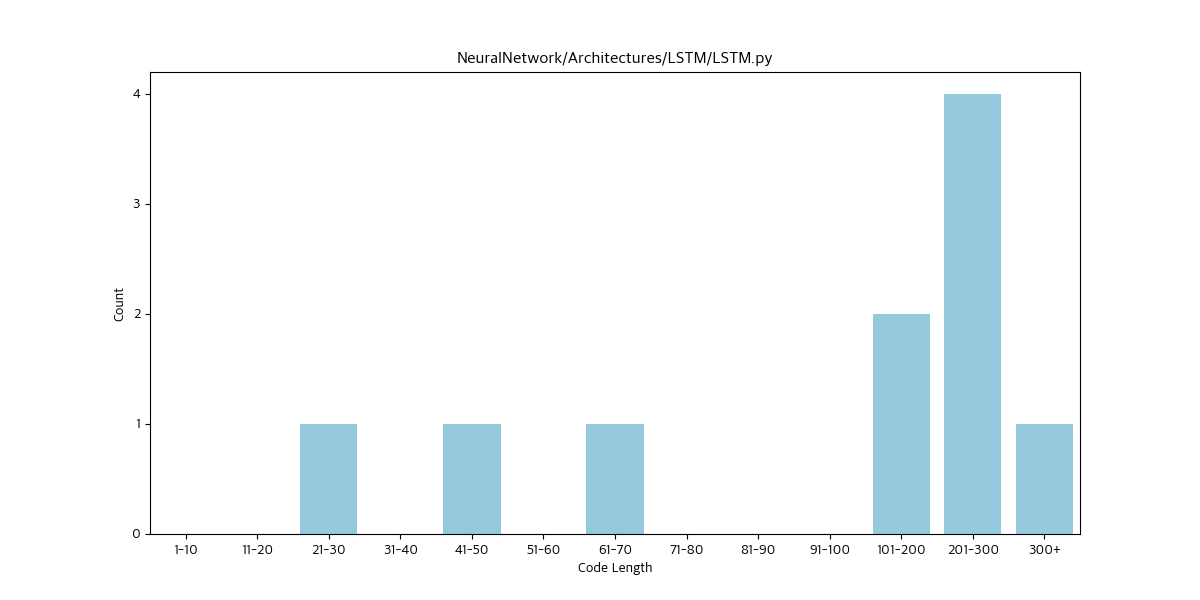 NeuralNetwork/Architectures/LSTM/LSTM.py
4
3
2
1
0
Count
1-10 11-20 21-30 31-40 41-50 51-60 61-70 71-80 81-90 91-100 101-200 201-300 300+
Code Length